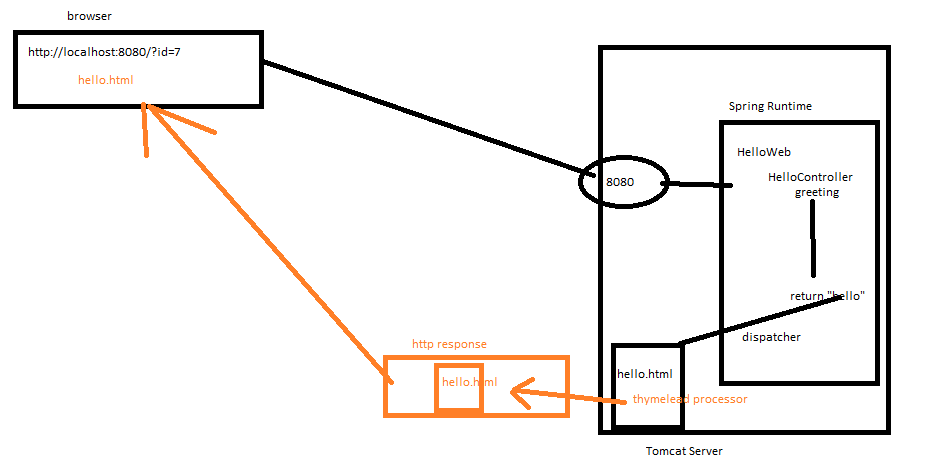 browser
http://localhost:8080/?id=7
hello.html
Spring Runtime
HelloWeb
HelloController
greeting
8080
return "hello"
dispatcher
http response
hello.html
hello.html
thymelead processor
Tomcat Server